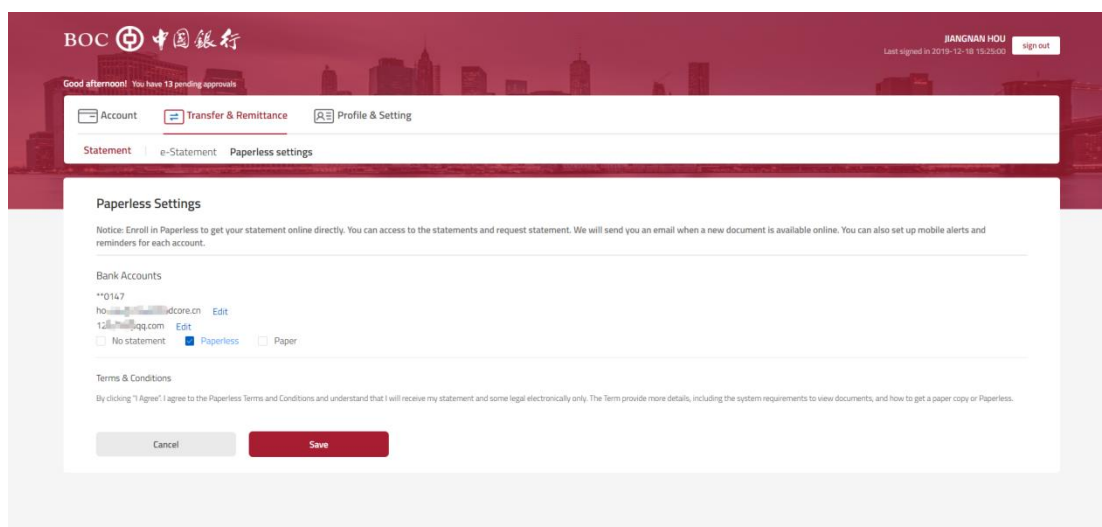 BOC 中国銀行
JIANGNAN HOU
Last signed in 2019-12-18 15:25:00
sign out
Good afternoon! You have 13 pending approvals
Account Transfer & Remittance Profile & Setting
Statement e-Statement Paperless settings
Paperless Settings
Notice: Enroll in Paperless to get your statement online directly. You can access to the statements and request statement. We will send you an email when a new document is available online. You can also set up mobile alerts and
reminders for each account.
Bank Accounts
**0147
ho dcore.cn Edit
12 qq.com Edit
No statement Paperless Paper
Terms & Conditions
By clicking "I Agree". I agree to the Paperless Terms and Conditions and understand that I will receive my statement and some legal electronically only. The Term provide more details, including the system requirements to view documents, and how to get a paper copy or Paperless.
Cancel Save